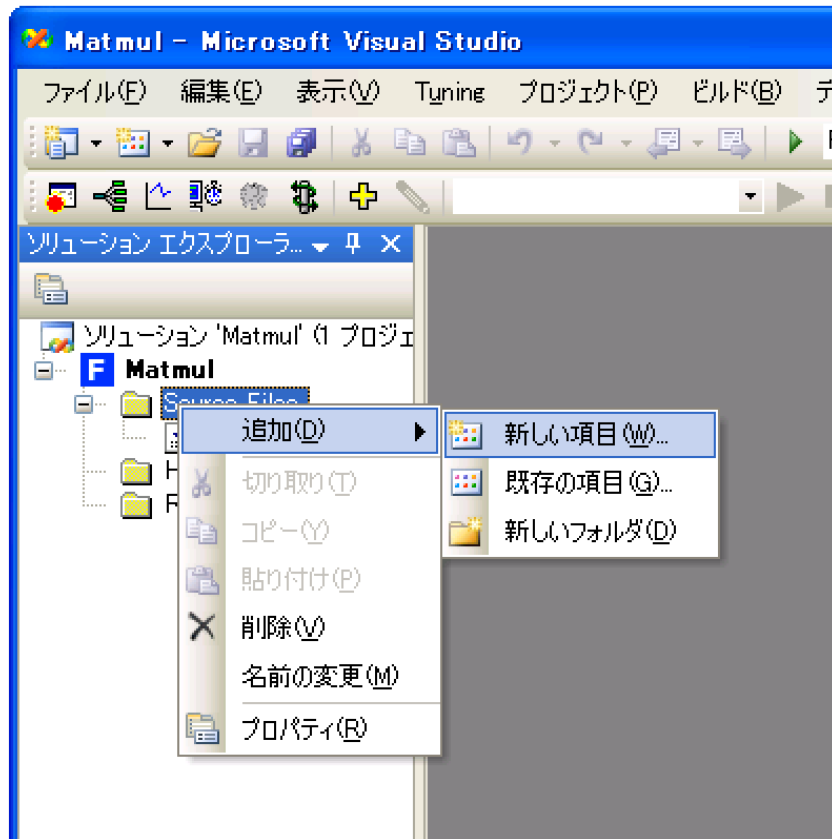 Matmul - Microsoft Visual Studio
ファイル(F) 編集(E) 表示(V) Tuning プロジェクト(P) ビルド(B) デ
ソリューション エクスプローラ...
ソリューション 'Matmul' (1 プロジェ
F Matmul
Source Files
追加(D)
新しい項目(W)...
切り取り(T)
既存の項目(G)...
コピー(Y)
新しいフォルダ(D)
貼り付け(P)
削除(V)
名前の変更(M)
プロパティ(R)